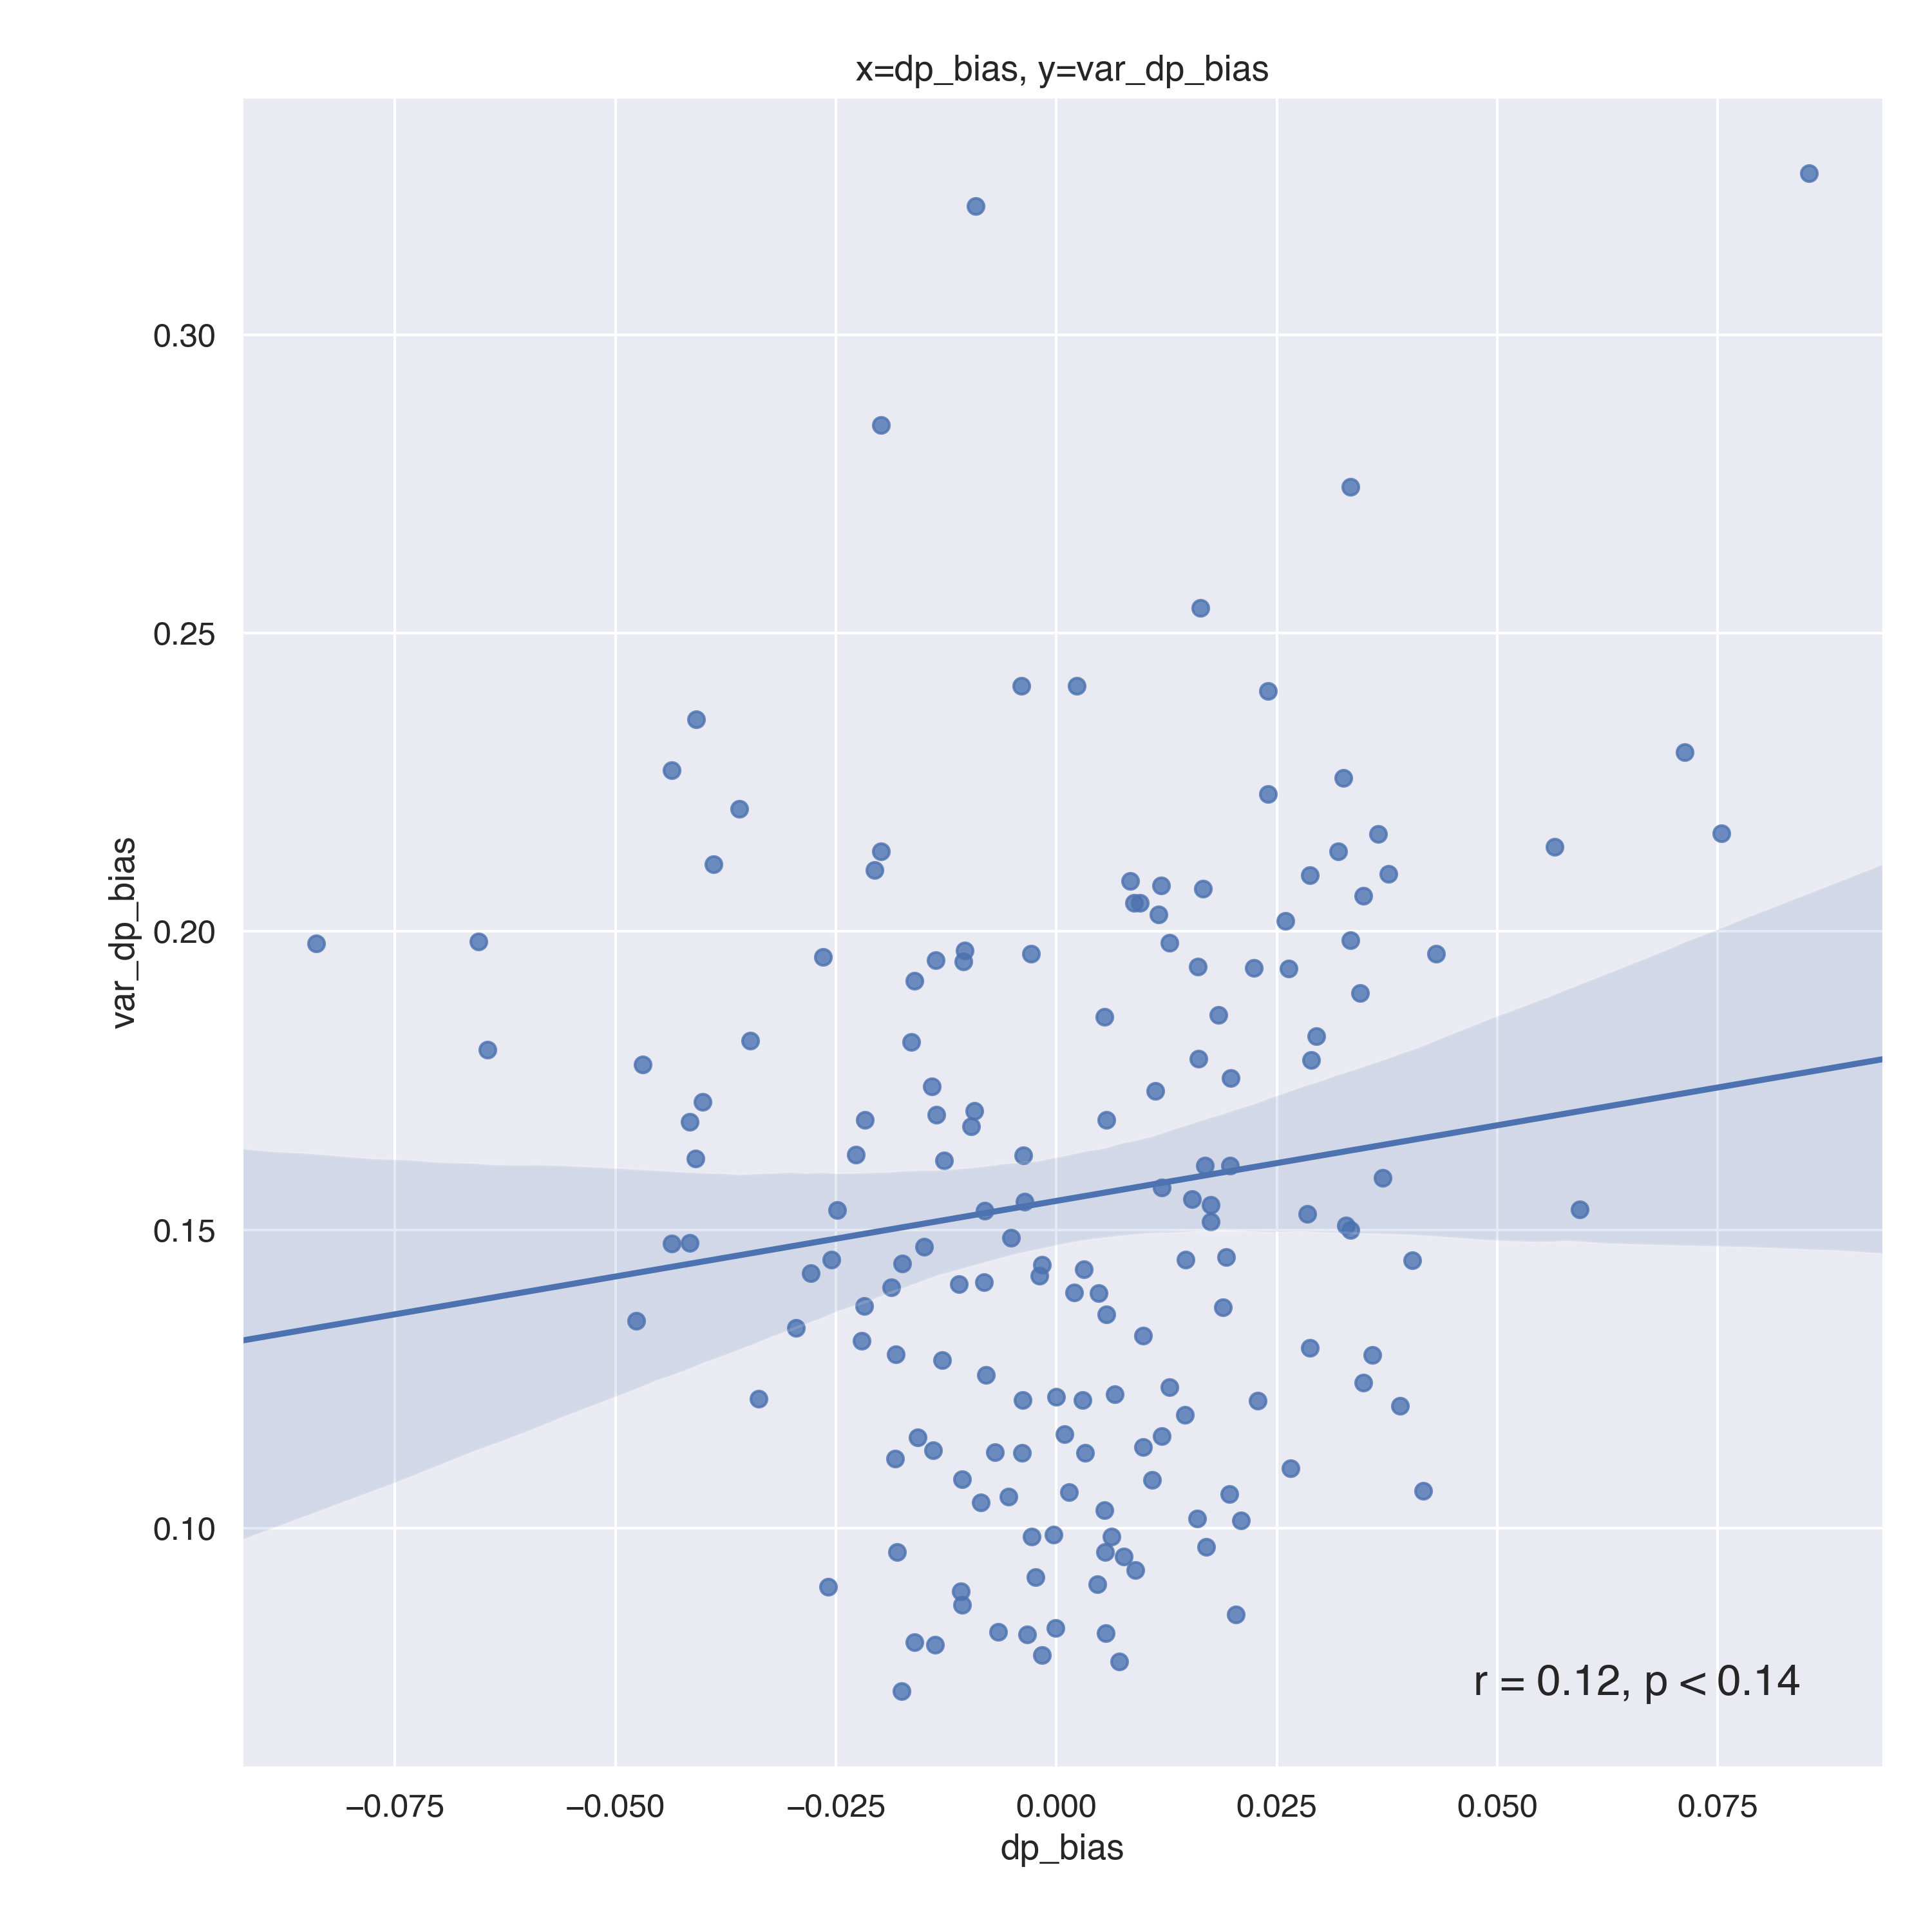 x=dp_bias, y=var_dp_bias
0.30
0.25
0.20
0.15
0.10
var_dp_bias
r = 0.12, p < 0.14
−0.075 −0.050 −0.025 0.000 0.025 0.050 0.075
dp_bias